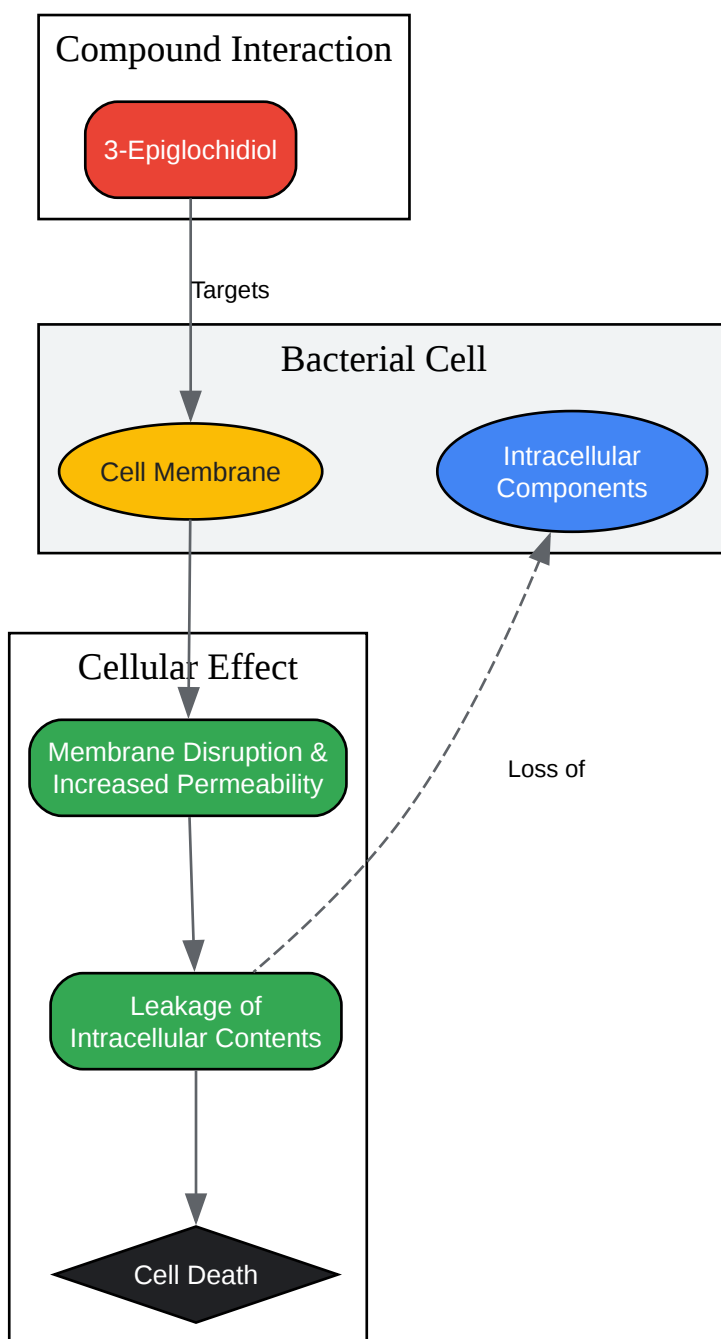 Compound Interaction
3-Epiglochidiol
Targets
Bacterial Cell
Cell Membrane
Intracellular
Components
Cellular Effect
Membrane Disruption &
Increased Permeability
Loss of
Leakage of
Intracellular Contents
Cell Death